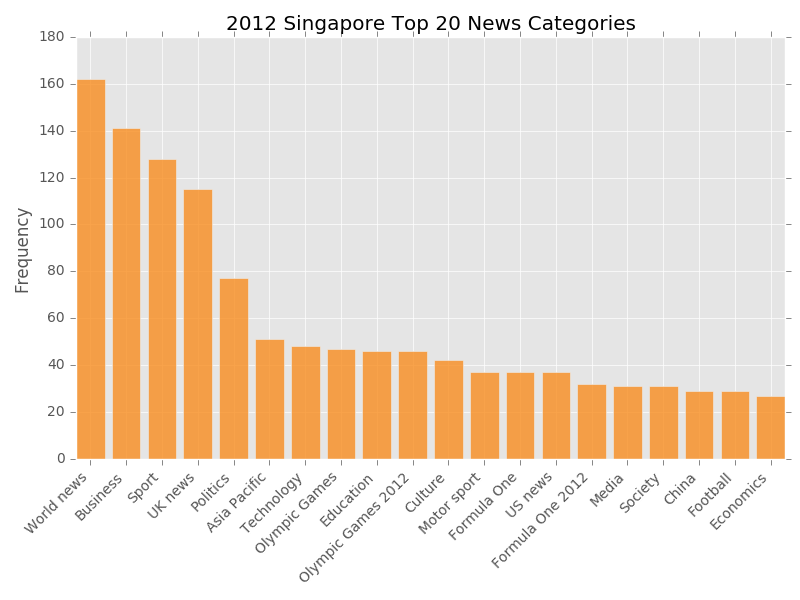 2012 Singapore Top 20 News Categories
Frequency
180
160
140
120
100
80
60
40
20
0
World news
Business
Sport
UK news
Politics
Asia Pacific
Technology
Olympic Games
Education
Olympic Games 2012
Culture
Motor sport
Formula One
US news
Formula One 2012
Media
Society
China
Football
Economics